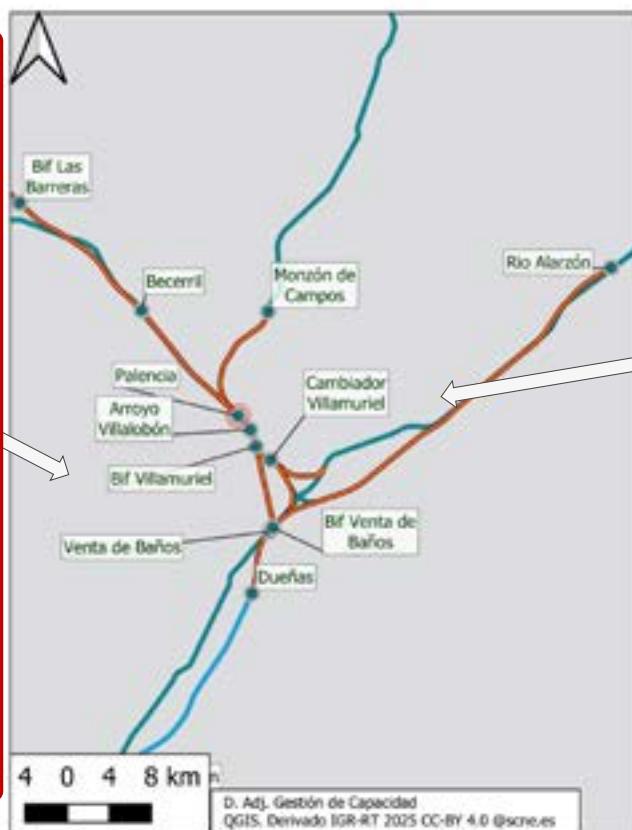 Bif Las
Barreras
Rio Alarzón
Becerril
Monzón de
Campos
Palencia
Cambiador
Villamuriel
Arroyo
Villalobón
Bif Villamuriel
Bif Venta de
Baños
Venta de Baños
Dueñas
4 0 4 8 km
D. Adj. Gestión de Capacidad
QGIS. Derivado IGR-RT 2025 CC-BY 4.0 @scne.es